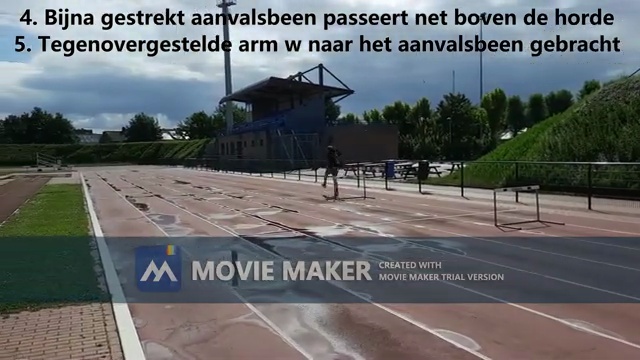 4. Bijna gestrekt aanvalsbeen passeert net boven de horde
5. Tegenovergestelde arm w naar het aanvalsbeen gebracht
MOVIE MAKER
CREATED WITH
MOVIE MAKER TRIAL VERSION